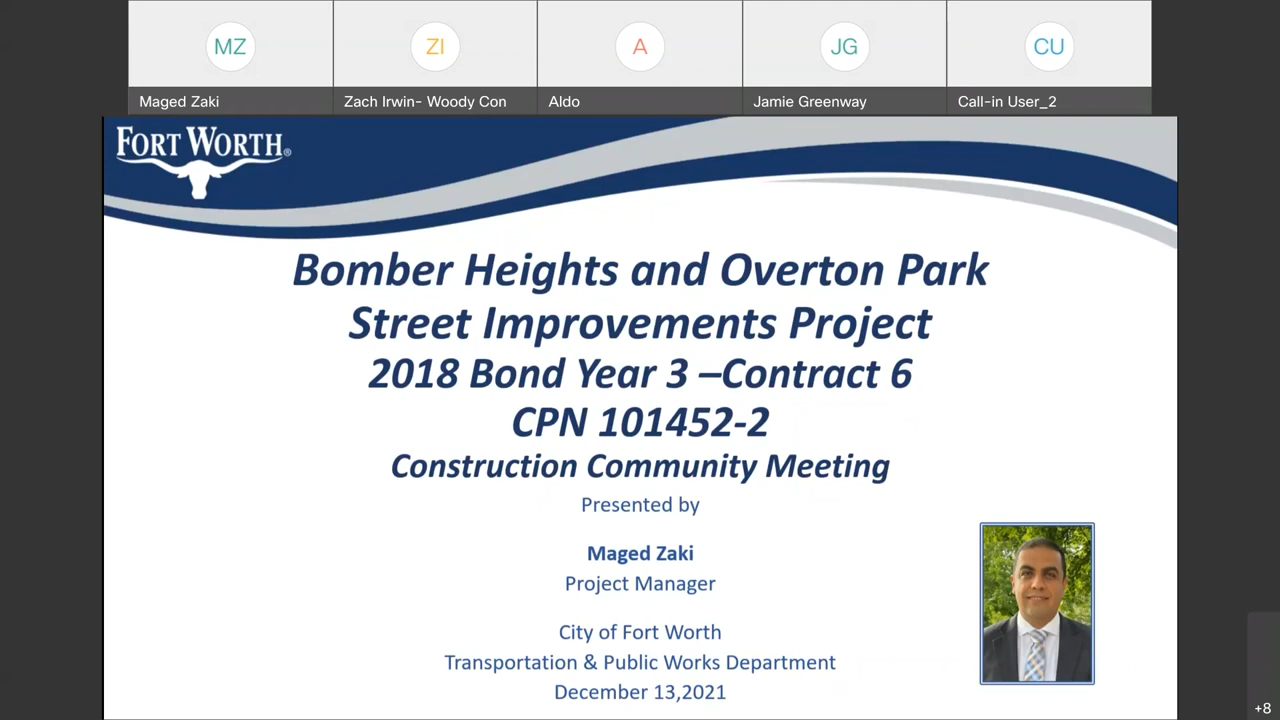 MZ
ZI
A
JG
CU
Maged Zaki
Zach Irwin- Woody Con
Aldo
Jamie Greenway
Call-in User_2
FORT WORTH®
Bomber Heights and Overton Park
Street Improvements Project
2018 Bond Year 3 –Contract 6
CPN 101452-2
Construction Community Meeting
Presented by
Maged Zaki
Project Manager
City of Fort Worth
Transportation & Public Works Department
December 13,2021
+8